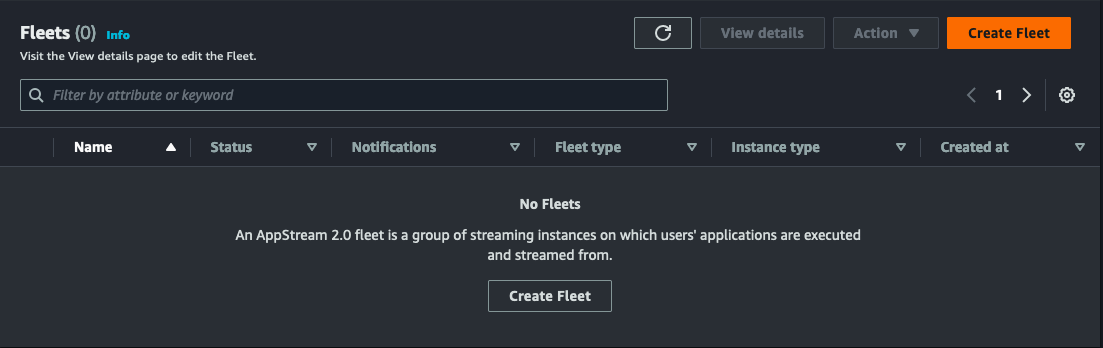 Fleets (0) Info
View details
Action
Create Fleet
Visit the View details page to edit the Fleet.
Filter by attribute or keyword
1
Name Status Notifications Fleet type Instance type Created at
No Fleets
An AppStream 2.0 fleet is a group of streaming instances on which users' applications are executed
and streamed from.
Create Fleet